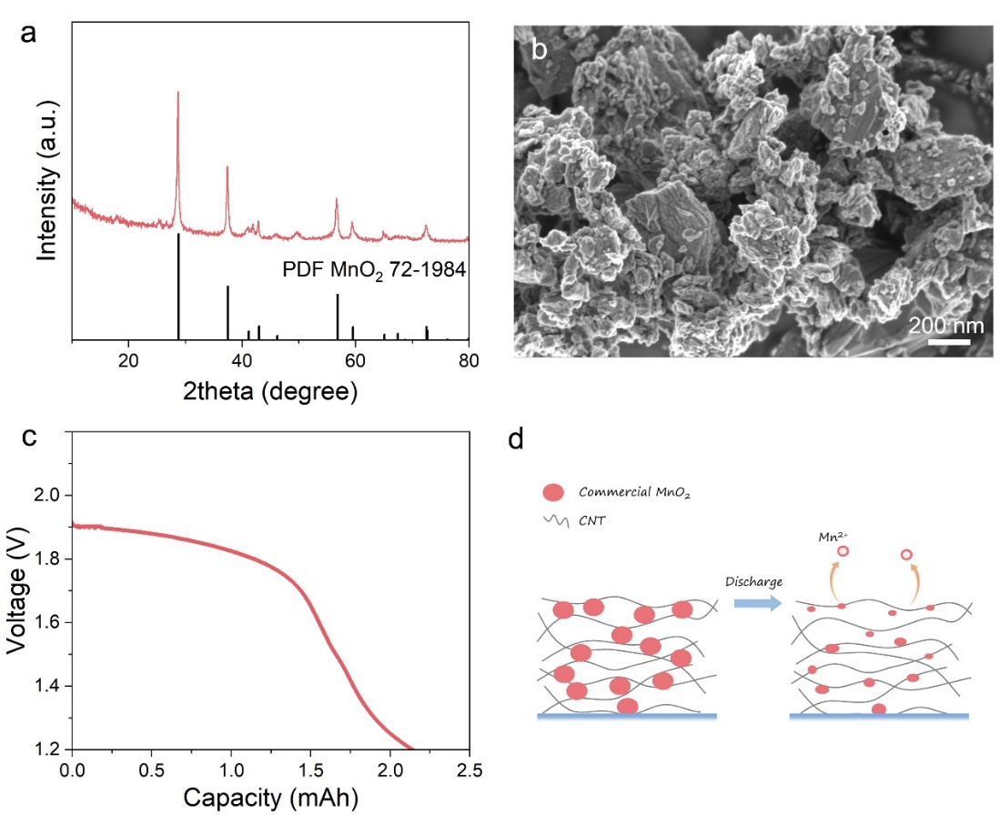 a
Intensity (a.u.)
PDF MnO₂ 72-1984
20 40 60 80
2theta (degree)
b
200 nm
c
Voltage (V)
2.0
1.8
1.6
1.4
1.2
0.0 0.5 1.0 1.5 2.0 2.5
Capacity (mAh)
d
Commercial MnO₂
CNT
Mn²⁺
Discharge